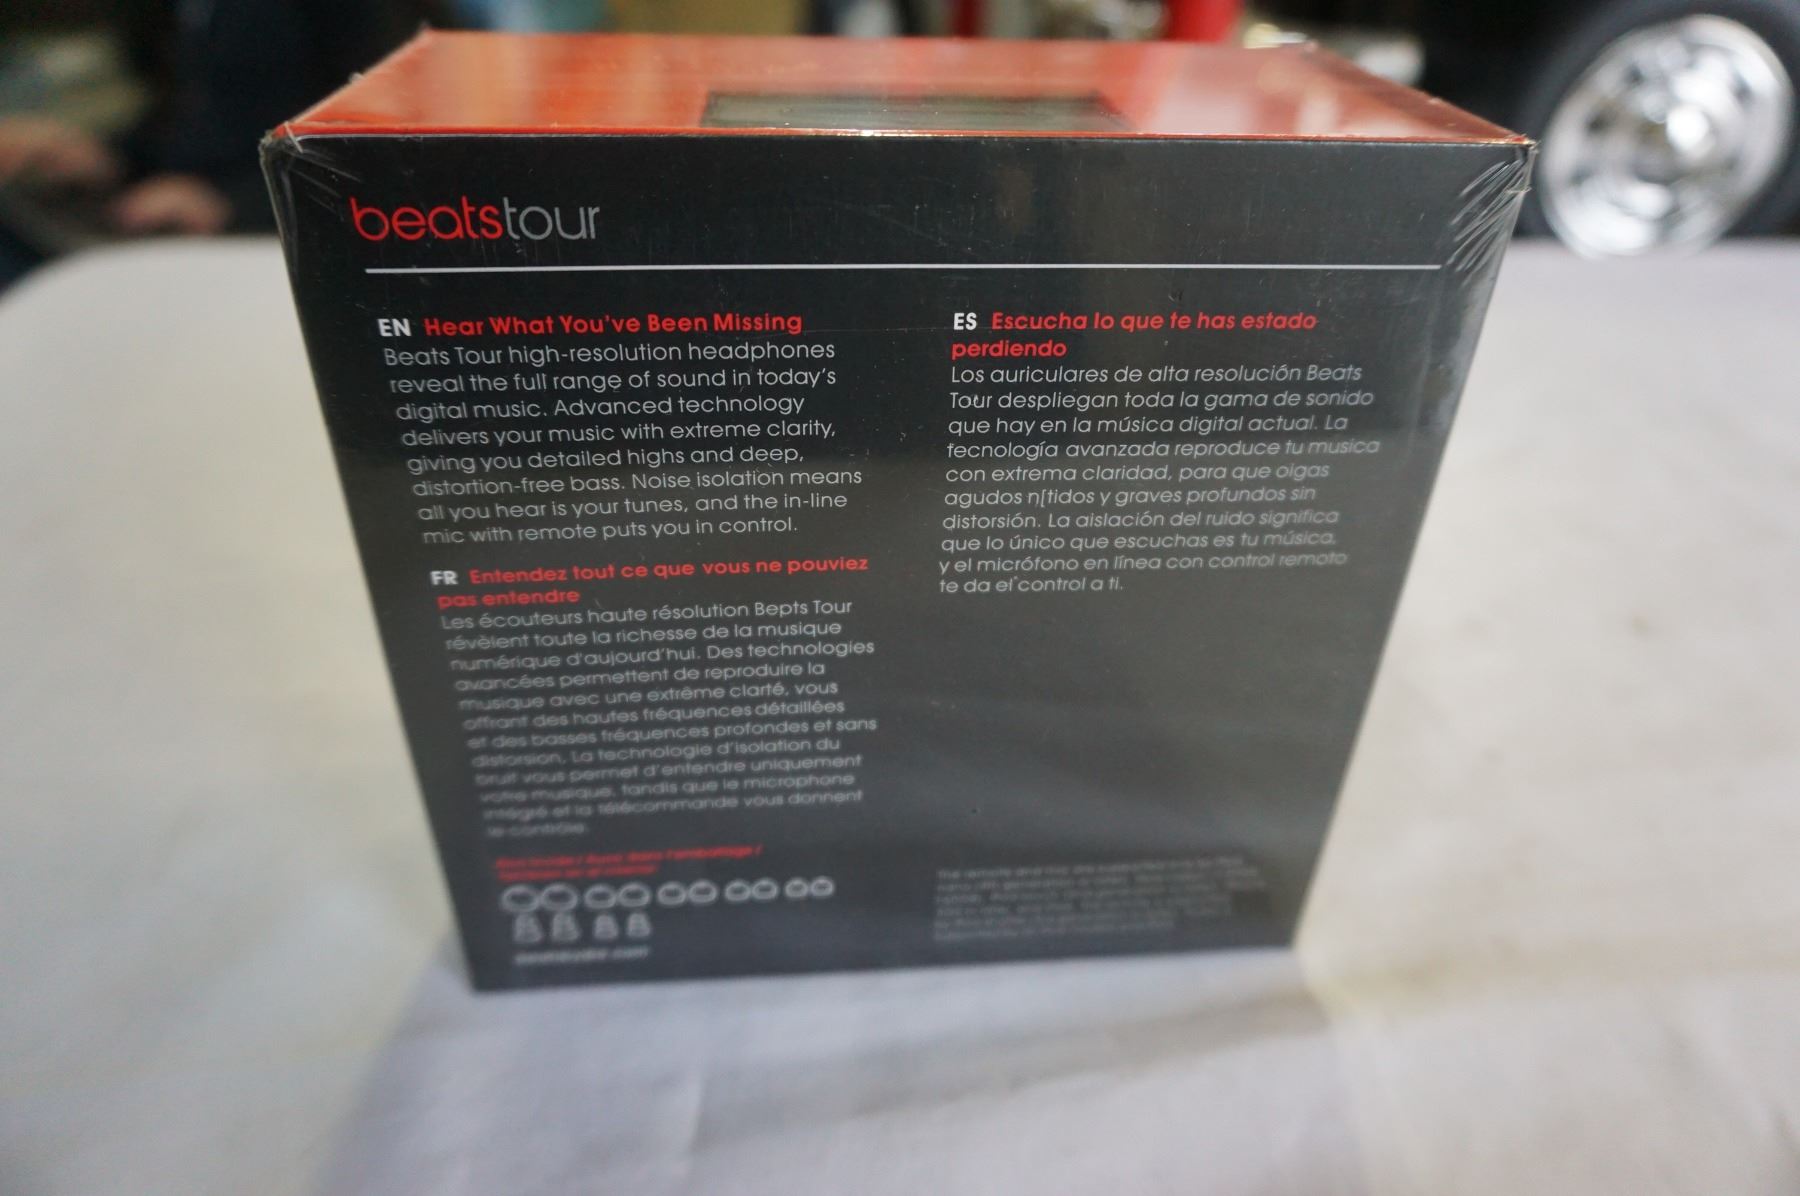 beatstour
EN Hear What You've Been Missing
Beats Tour high-resolution headphones
reveal the full range of sound in today's
digital music. Advanced technology
delivers your music with extreme clarity,
giving you detailed highs and deep,
distortion-free bass. Noise isolation means
all you hear is your tunes, and the in-line
mic with remote puts you in control.
FR Entendez tout ce que vous ne pouviez
pas entendre
Les écouteurs haute résolution Bepts Tour
révèlent toute la richesse de la musique
numérique d'aujourd'hui. Des technologies
avancées permettent de reproduire la
musique avec une extrême clarté, vous
offrant des hautes fréquences détaillées
et des basses fréquences profondes et sans
distorsion, La technologie d'isolation du
bruit vous permet d'entendre uniquement
votre musique, tandis que le microphone
intégré et la télécommande vous donnent
le contrôle.
ES Escucha lo que te has estado
perdiendo
Los auriculares de alta resolución Beats
Tour despliegan toda la gama de sonido
que hay en la música digital actual. La
tecnología avanzada reproduce tu musica
con extrema claridad, para que oigas
agudos n[tidos y graves profundos sin
distorsión. La aislación del ruido significa
que lo único que escuchas es tu música,
y el micrófono en línea con control remoto
te da el control a ti.